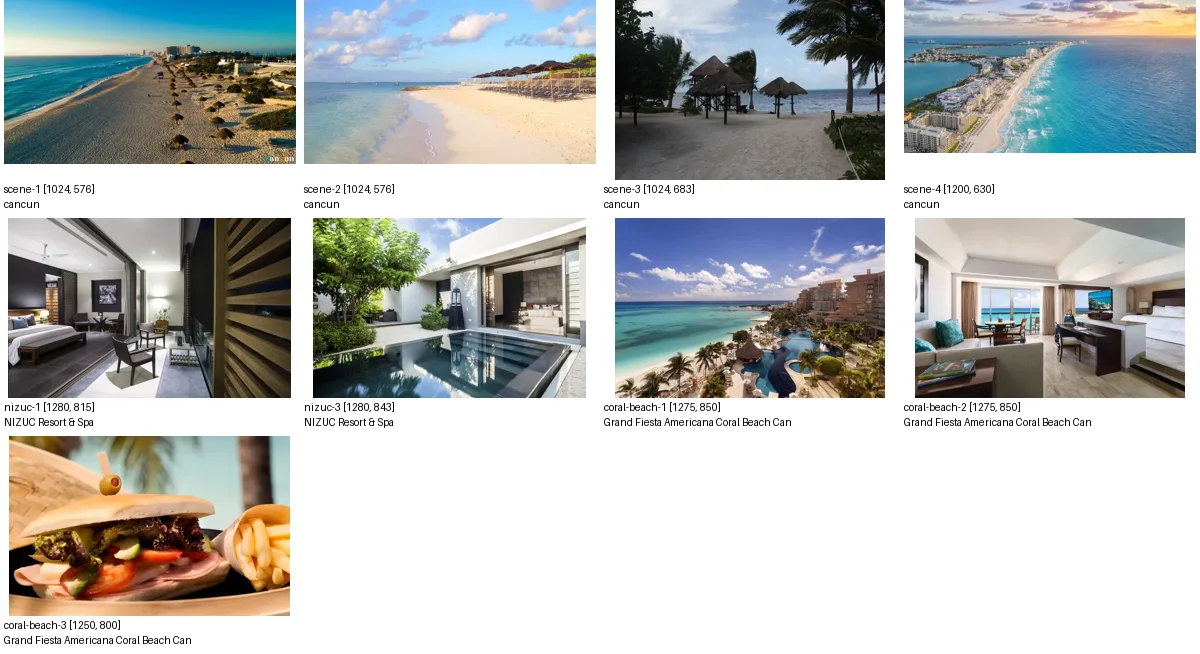 scene-1 [1024, 576]
cancun
scene-2 [1024, 576]
cancun
scene-3 [1024, 683]
cancun
scene-4 [1200, 630]
cancun
nizuc-1 [1280, 815]
NIZUC Resort & Spa
nizuc-3 [1280, 843]
NIZUC Resort & Spa
coral-beach-1 [1275, 850]
Grand Fiesta Americana Coral Beach Can
coral-beach-2 [1275, 850]
Grand Fiesta Americana Coral Beach Can
coral-beach-3 [1250, 800]
Grand Fiesta Americana Coral Beach Can